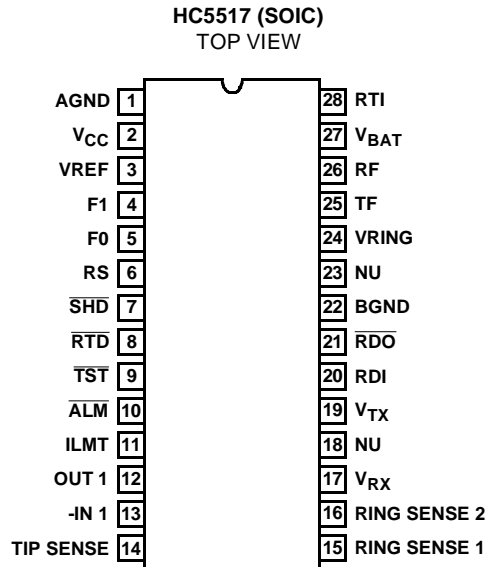 HC5517 (SOIC)
TOP VIEW
AGND 1
VCC 2
VREF 3
F1 4
F0 5
RS 6
SHD 7
RTD 8
TST 9
ALM 10
ILMT 11
OUT 1 12
-IN 1 13
TIP SENSE 14
28 RTI
27 VBAT
26 RF
25 TF
24 VRING
23 NU
22 BGND
21 RDO
20 RDI
19 VTX
18 NU
17 VRX
16 RING SENSE 2
15 RING SENSE 1